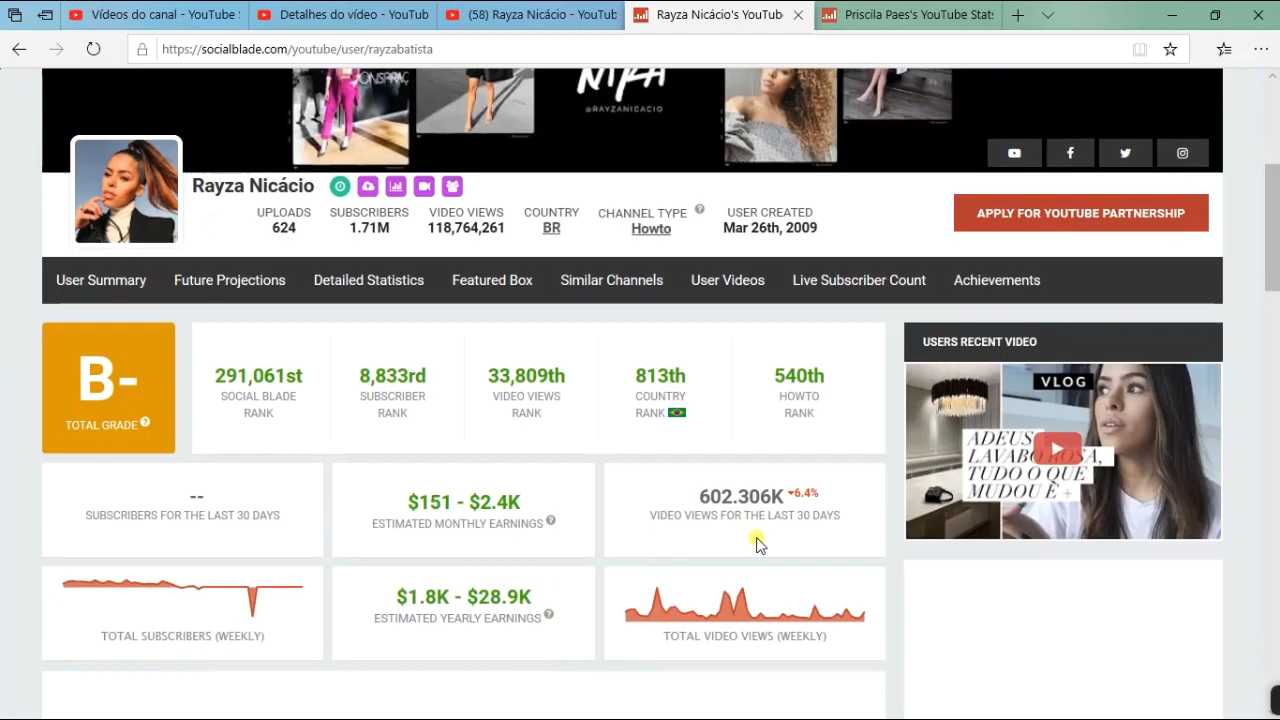 Vídeos do canal - YouTube
Detalhes do vídeo - YouTub
(58) Rayza Nicácio - YouTu
Rayza Nicácio's YouTub
Priscila Paes's YouTube Stats
https://socialblade.com/youtube/user/rayzabatista
@RAYZANICACIO
Rayza Nicácio
UPLOADS
624
SUBSCRIBERS
1.71M
VIDEO VIEWS
118,764,261
COUNTRY
BR
CHANNEL TYPE
Howto
USER CREATED
Mar 26th, 2009
APPLY FOR YOUTUBE PARTNERSHIP
User Summary
Future Projections
Detailed Statistics
Featured Box
Similar Channels
User Videos
Live Subscriber Count
Achievements
B-
TOTAL GRADE
291,061st
SOCIAL BLADE
RANK
8,833rd
SUBSCRIBER
RANK
33,809th
VIDEO VIEWS
RANK
813th
COUNTRY
RANK
540th
HOWTO
RANK
USERS RECENT VIDEO
VLOG
ADEUS
LAVABO ROSA,
TUDO O QUE
MUDOU É +
--
SUBSCRIBERS FOR THE LAST 30 DAYS
$151 - $2.4K
ESTIMATED MONTHLY EARNINGS
602.306K 6.4%
VIDEO VIEWS FOR THE LAST 30 DAYS
TOTAL SUBSCRIBERS (WEEKLY)
$1.8K - $28.9K
ESTIMATED YEARLY EARNINGS
TOTAL VIDEO VIEWS (WEEKLY)